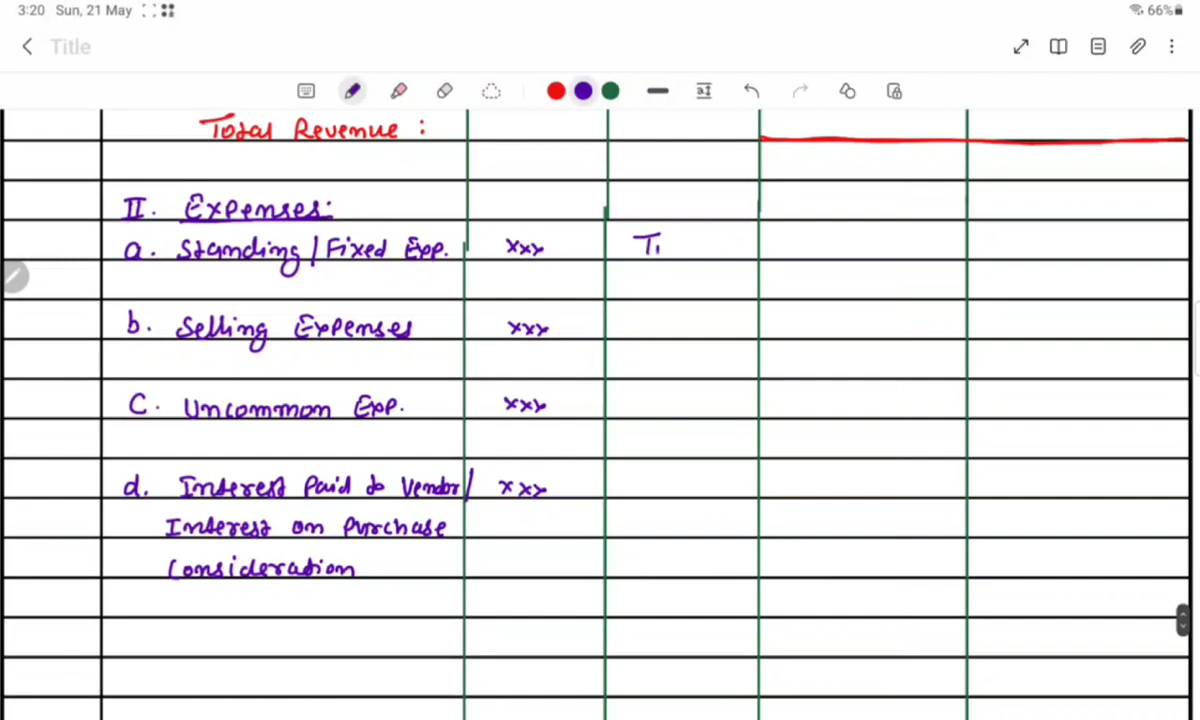 3:20 Sun, 21 May
66%
Title
Total Revenue :
II. Expenses:
a. Standing/Fixed Exp. xxx
b. Selling Expenses xxx
C. Uncommon Exp. xxx
d. Interest Paid to Vendor/ xxx
Interest on Purchase
Consideration